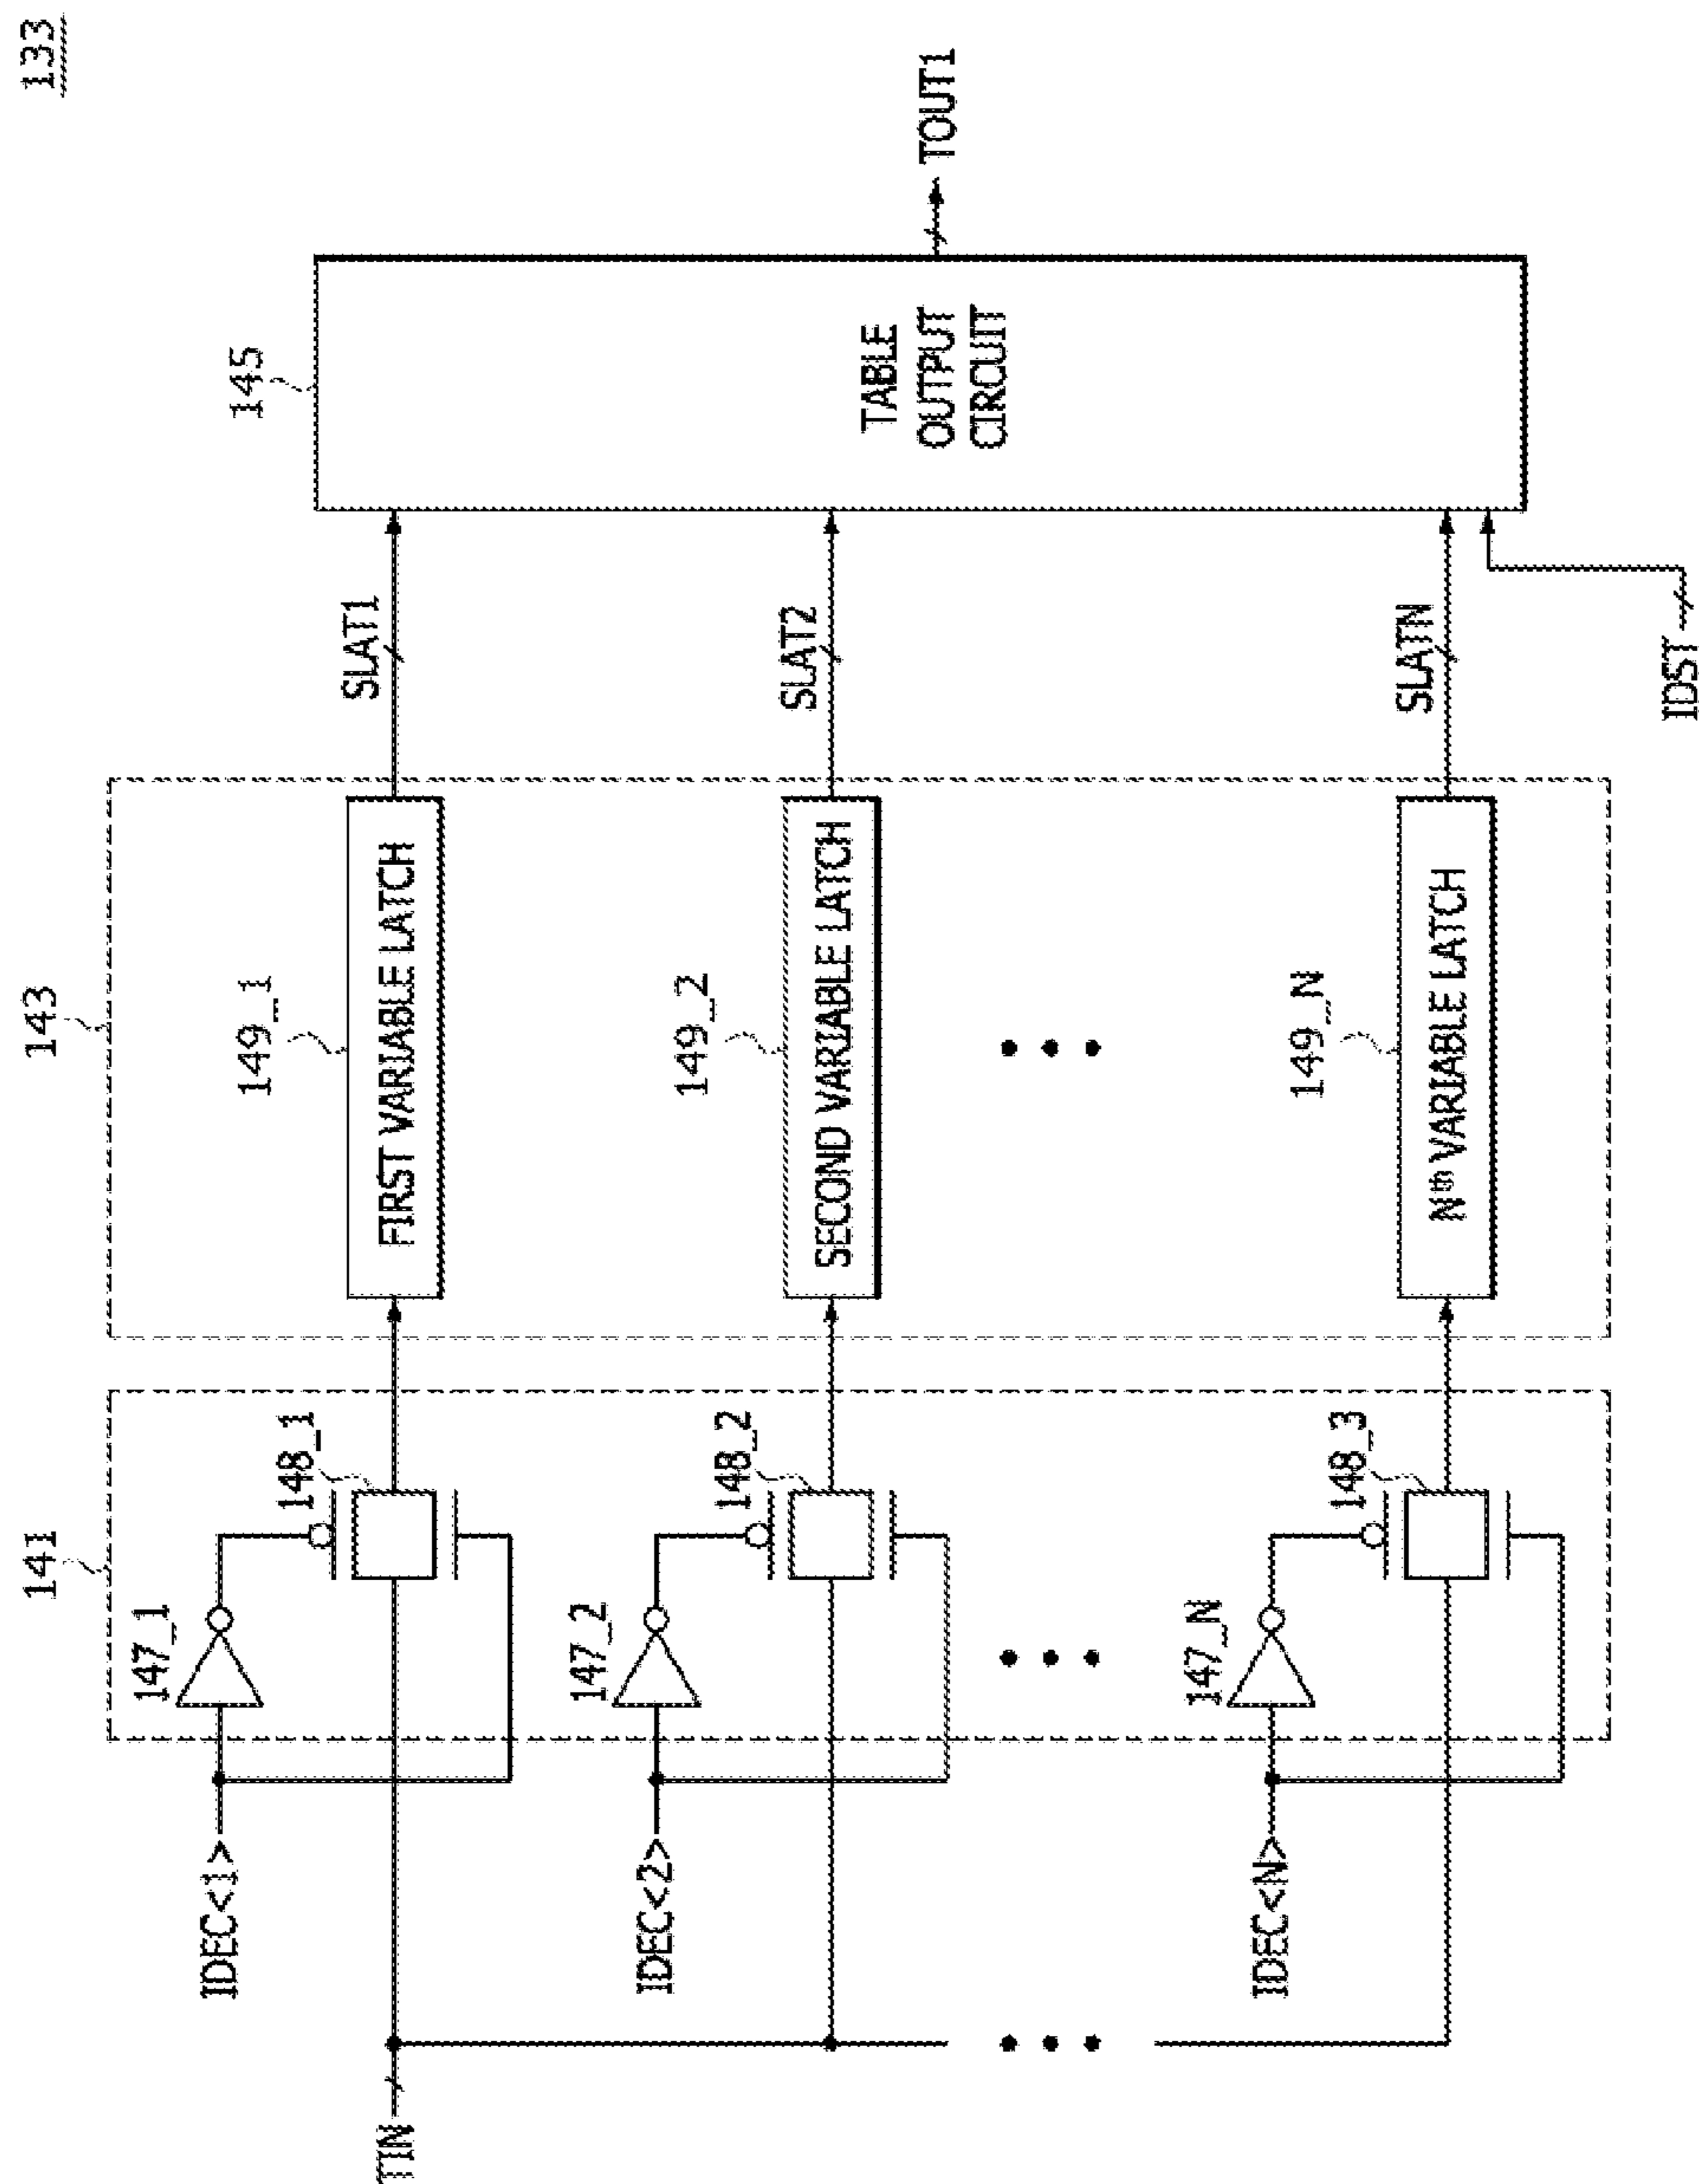 133
141
143
145
147_1
148_1
149_1
IDEC<1>
FIRST VARIABLE LATCH
SLAT1
TIN
147_2
148_2
149_2
IDEC<2>
SECOND VARIABLE LATCH
SLAT2
TABLE
OUTPUT
CIRCUIT
TOUT1
147_N
148_3
149_N
IDEC<N>
Nth VARIABLE LATCH
SLATN
IDST